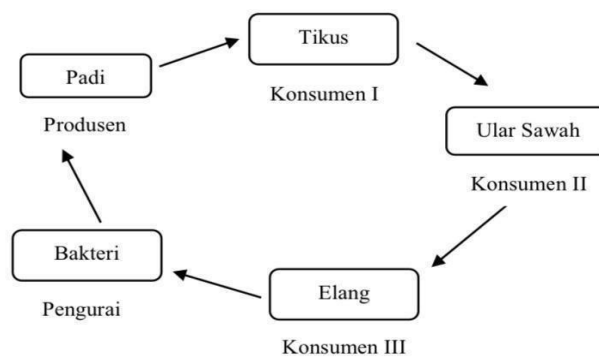 Tikus
Konsumen I
Padi
Produsen
Ular Sawah
Konsumen II
Bakteri
Pengurai
Elang
Konsumen III